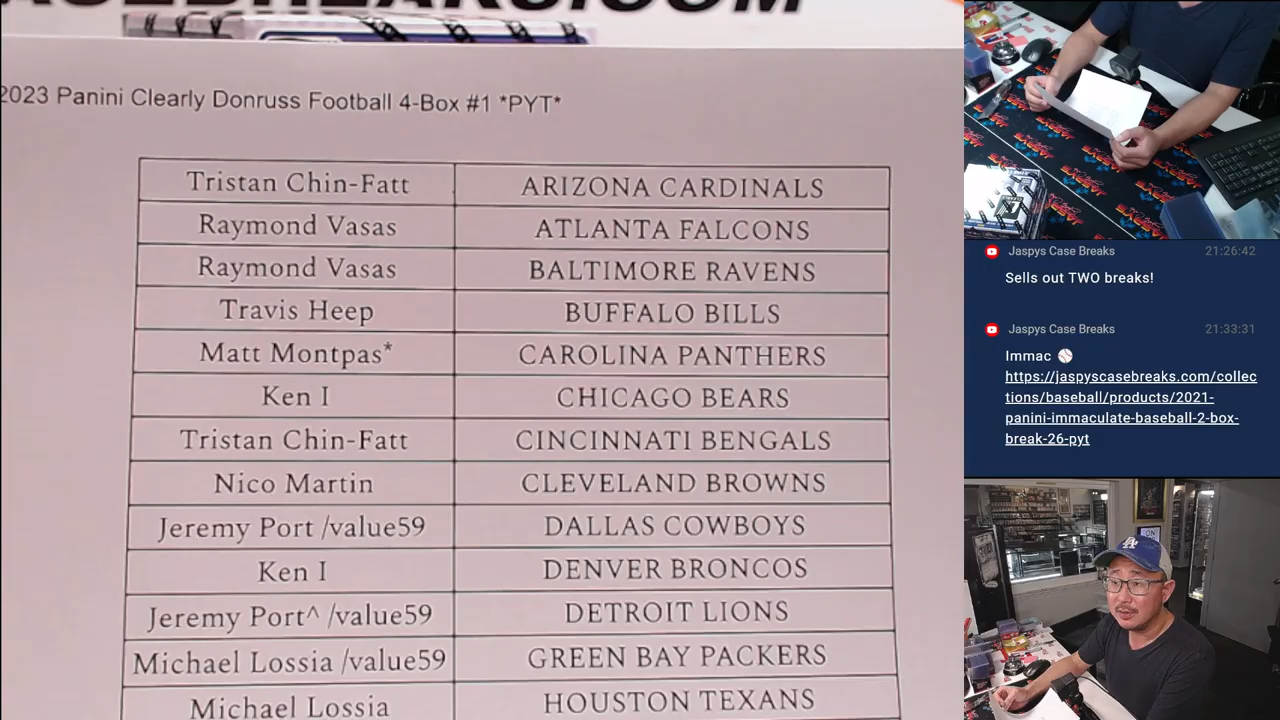 2023 Panini Clearly Donruss Football 4-Box #1 *PYT*
Tristan Chin-Fatt ARIZONA CARDINALS
Raymond Vasas ATLANTA FALCONS
Raymond Vasas BALTIMORE RAVENS
Travis Heep BUFFALO BILLS
Matt Montpas* CAROLINA PANTHERS
Ken I CHICAGO BEARS
Tristan Chin-Fatt CINCINNATI BENGALS
Nico Martin CLEVELAND BROWNS
Jeremy Port /value59 DALLAS COWBOYS
Ken I DENVER BRONCOS
Jeremy Port^ /value59 DETROIT LIONS
Michael Lossia /value59 GREEN BAY PACKERS
Michael Lossia HOUSTON TEXANS
Jaspys Case Breaks 21:26:42
Sells out TWO breaks!
Jaspys Case Breaks 21:33:31
Immac ⚾
https://jaspyscasebreaks.com/collec
tions/baseball/products/2021-
panini-immaculate-baseball-2-box-
break-26-pyt
LA